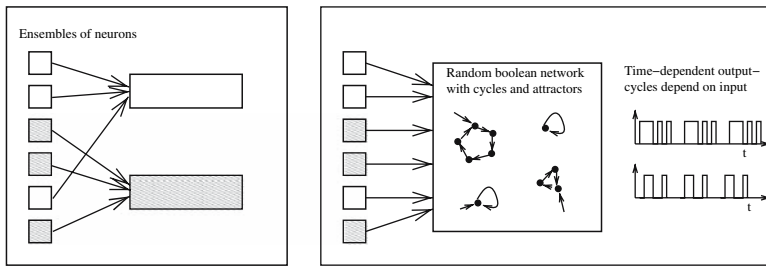 Ensembles of neurons
Random boolean network
with cycles and attractors
Time−dependent output−
cycles depend on input
t
t